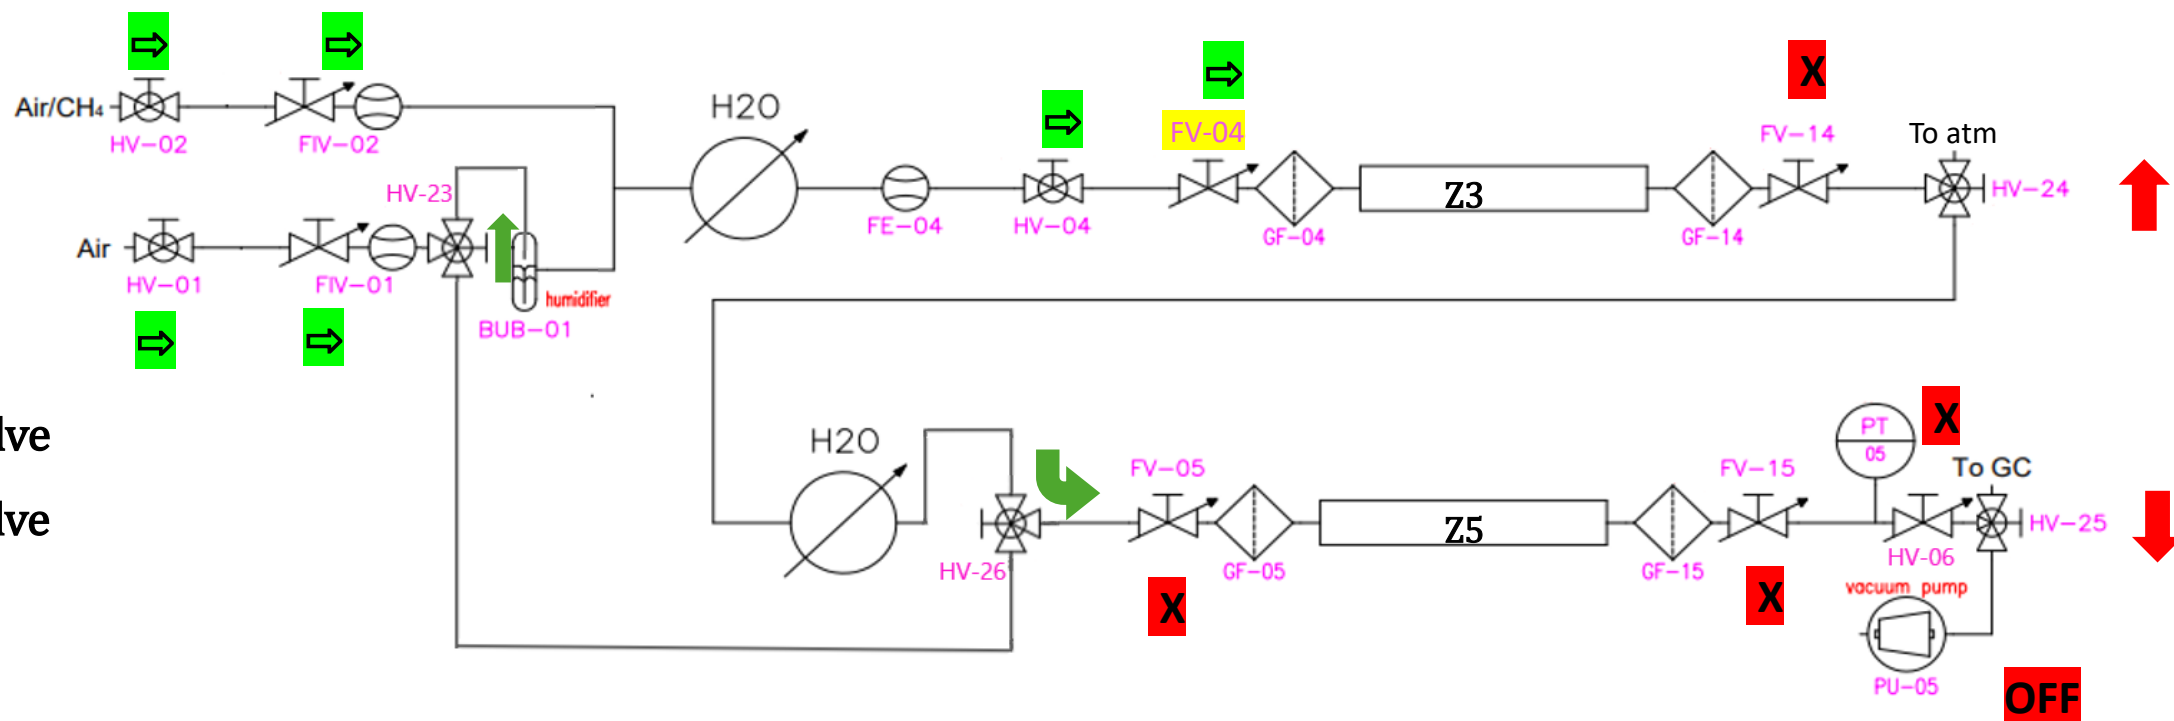 Air/CH₄
HV-02
FIV-02
H2O
FE-04
HV-04
FV-04
GF-04
Z3
GF-14
X
FV-14
To atm
HV-24
HV-23
Air
HV-01
FIV-01
humidifier
BUB-01
lve
lve
H2O
HV-26
FV-05
X
GF-05
Z5
GF-15
FV-15
X
PT
05
X
To GC
HV-25
HV-06
vacuum pump
PU-05
OFF